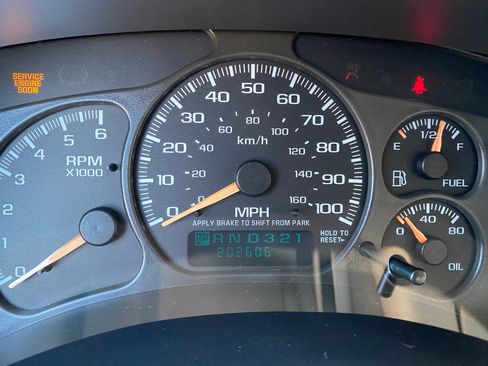 SERVICE
ENGINE
SOON
0 1 2 3 4 5 6
RPM
X1000
0 10 20 30 40 50 60 70 80 90 100
0 40 60 80 100 120 140 160
km/h
MPH
APPLY BRAKE TO SHIFT FROM PARK
HOLD TO
RESET
PRND321
202606
E 1/2 F
FUEL
0 40 80
OIL